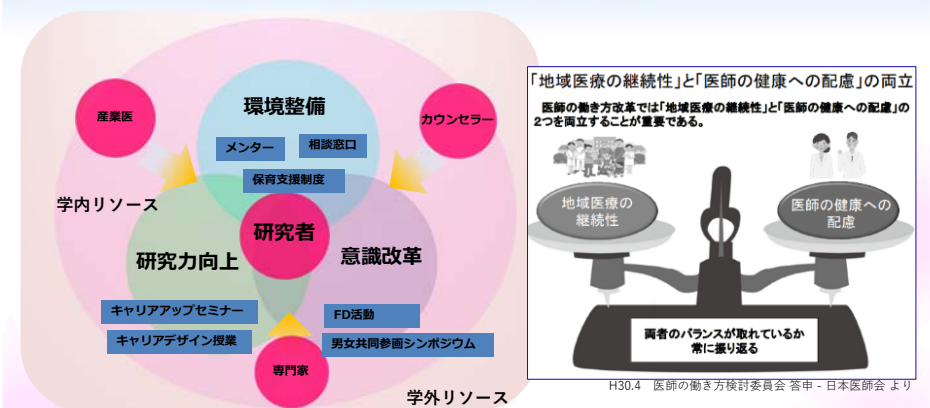 産業医
環境整備
カウンセラー
メンター
相談窓口
保育支援制度
学内リソース
研究者
研究力向上
意識改革
キャリアアップセミナー
FD活動
キャリアデザイン授業
男女共同参画シンポジウム
専門家
学外リソース
「地域医療の継続性」と「医師の健康への配慮」の両立
医師の働き方改革では「地域医療の継続性」と「医師の健康への配慮」の
2つを両立することが重要である。
地域医療の
継続性
医師の健康への
配慮
両者のバランスが取れているか
常に振り返る
H30.4 医師の働き方検討委員会 答申 - 日本医師会 より